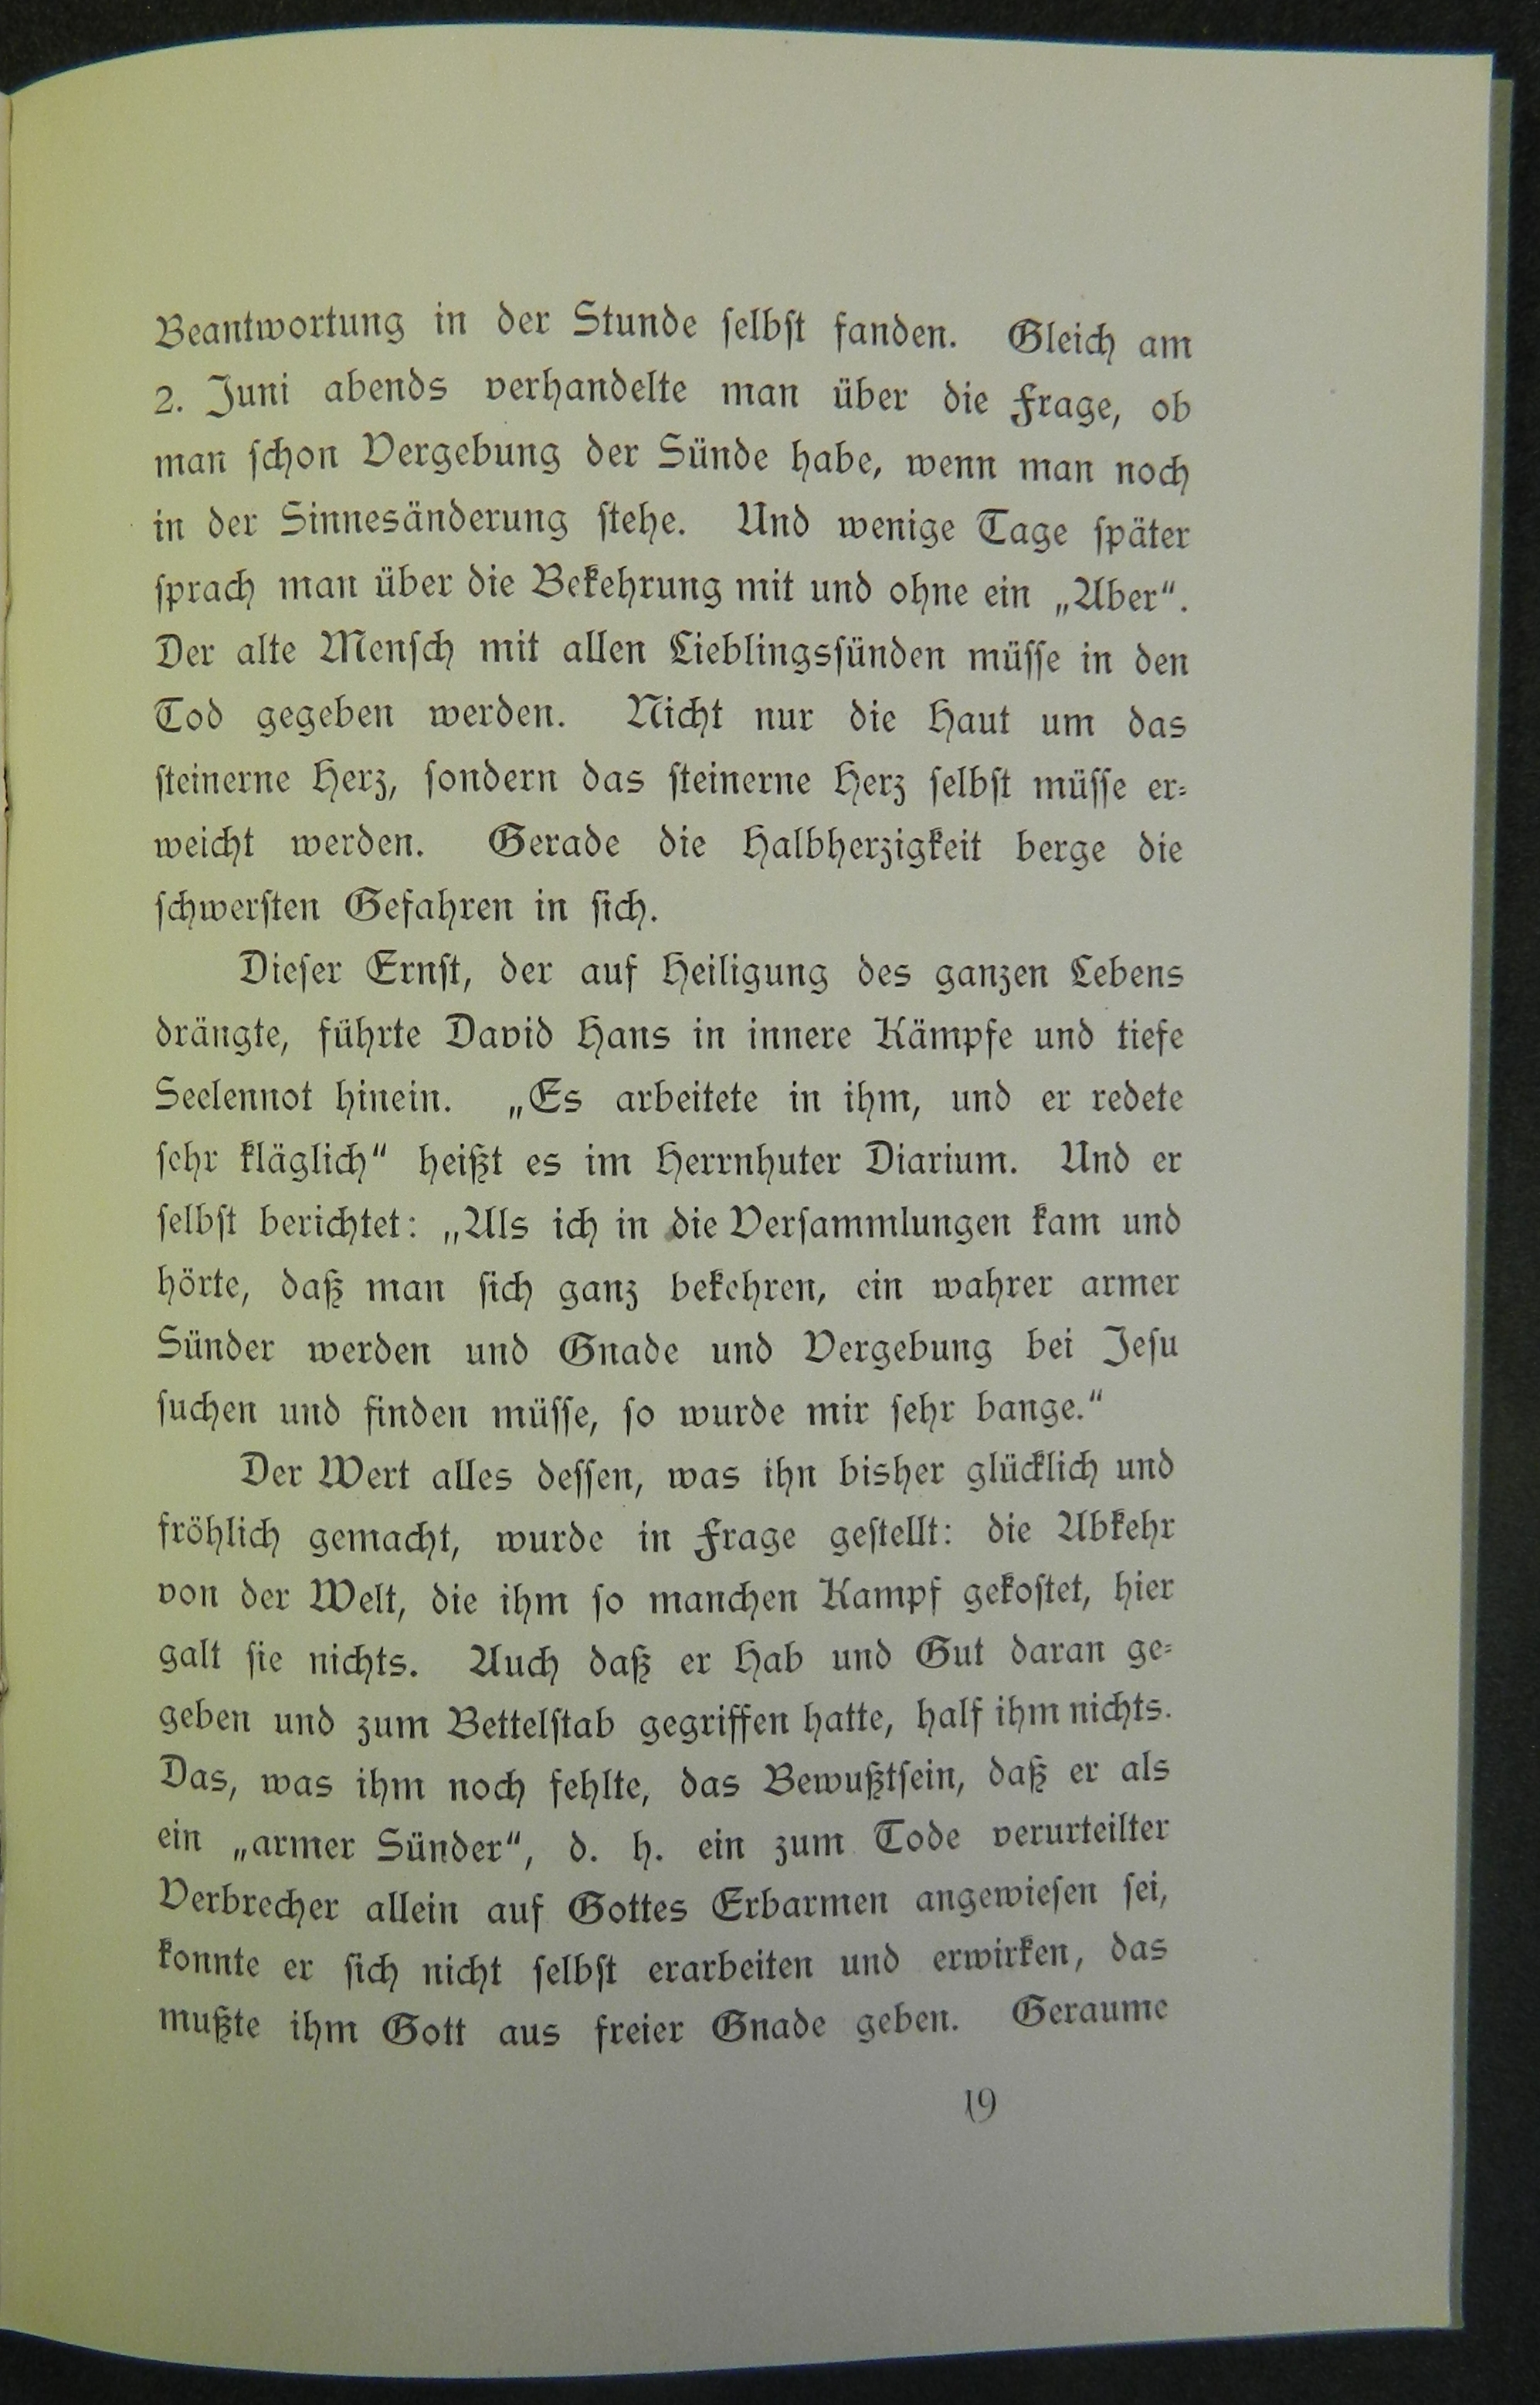 Beantwortung in der Stunde selbst fanden. Gleich am
2. Juni abends verhandelte man über die Frage, ob
man schon Vergebung der Sünde habe, wenn man noch
in der Sinnesänderung stehe. Und wenige Tage später
sprach man über die Bekehrung mit und ohne ein „Aber“.
Der alte Mensch mit allen Lieblingssünden müsse in den
Tod gegeben werden. Nicht nur die Haut um das
steinerne Herz, sondern das steinerne Herz selbst müsse er-
weicht werden. Gerade die Halbherzigkeit berge die
schwersten Gefahren in sich.
Dieser Ernst, der auf Heiligung des ganzen Lebens
drängte, führte David Hans in innere Kämpfe und tiefe
Seelennot hinein. „Es arbeitete in ihm, und er redete
sehr kläglich“ heißt es im Herrnhuter Diarium. Und er
selbst berichtet: „Als ich in die Versammlungen kam und
hörte, daß man sich ganz bekehren, ein wahrer armer
Sünder werden und Gnade und Vergebung bei Jesu
suchen und finden müsse, so wurde mir sehr bange.“
Der Wert alles dessen, was ihn bisher glücklich und
fröhlich gemacht, wurde in Frage gestellt: die Abkehr
von der Welt, die ihm so manchen Kampf gekostet, hier
galt sie nichts. Auch daß er Hab und Gut daran ge-
geben und zum Bettelstab gegriffen hatte, half ihm nichts.
Das, was ihm noch fehlte, das Bewußtsein, daß er als
ein „armer Sünder“, d. h. ein zum Tode verurteilter
Verbrecher allein auf Gottes Erbarmen angewiesen sei,
konnte er sich nicht selbst erarbeiten und erwirken, das
mußte ihm Gott aus freier Gnade geben. Geraume
19